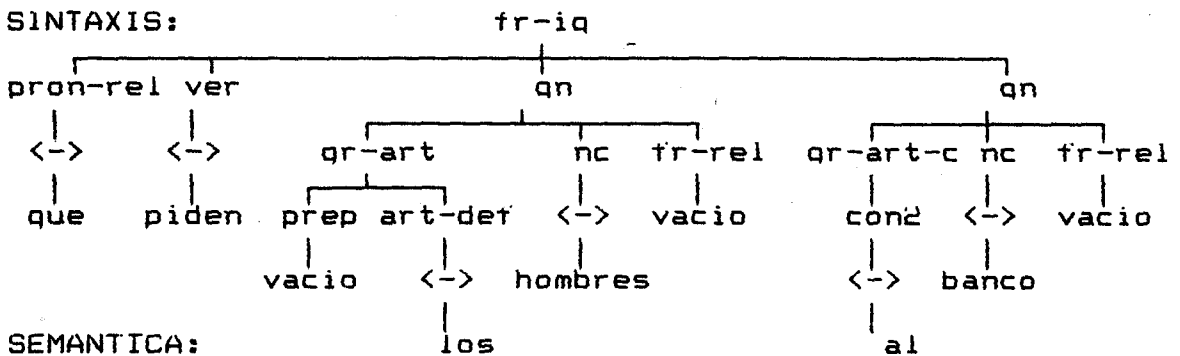 SINTAXIS: fr-iq
pron-rel ver gn gn
<-> <-> gr-art nc fr-rel gr-art-c nc fr-rel
que piden prep art-def <-> vacio con2 <-> vacio
vacio <-> hombres <-> banco
SEMANTICA: los al